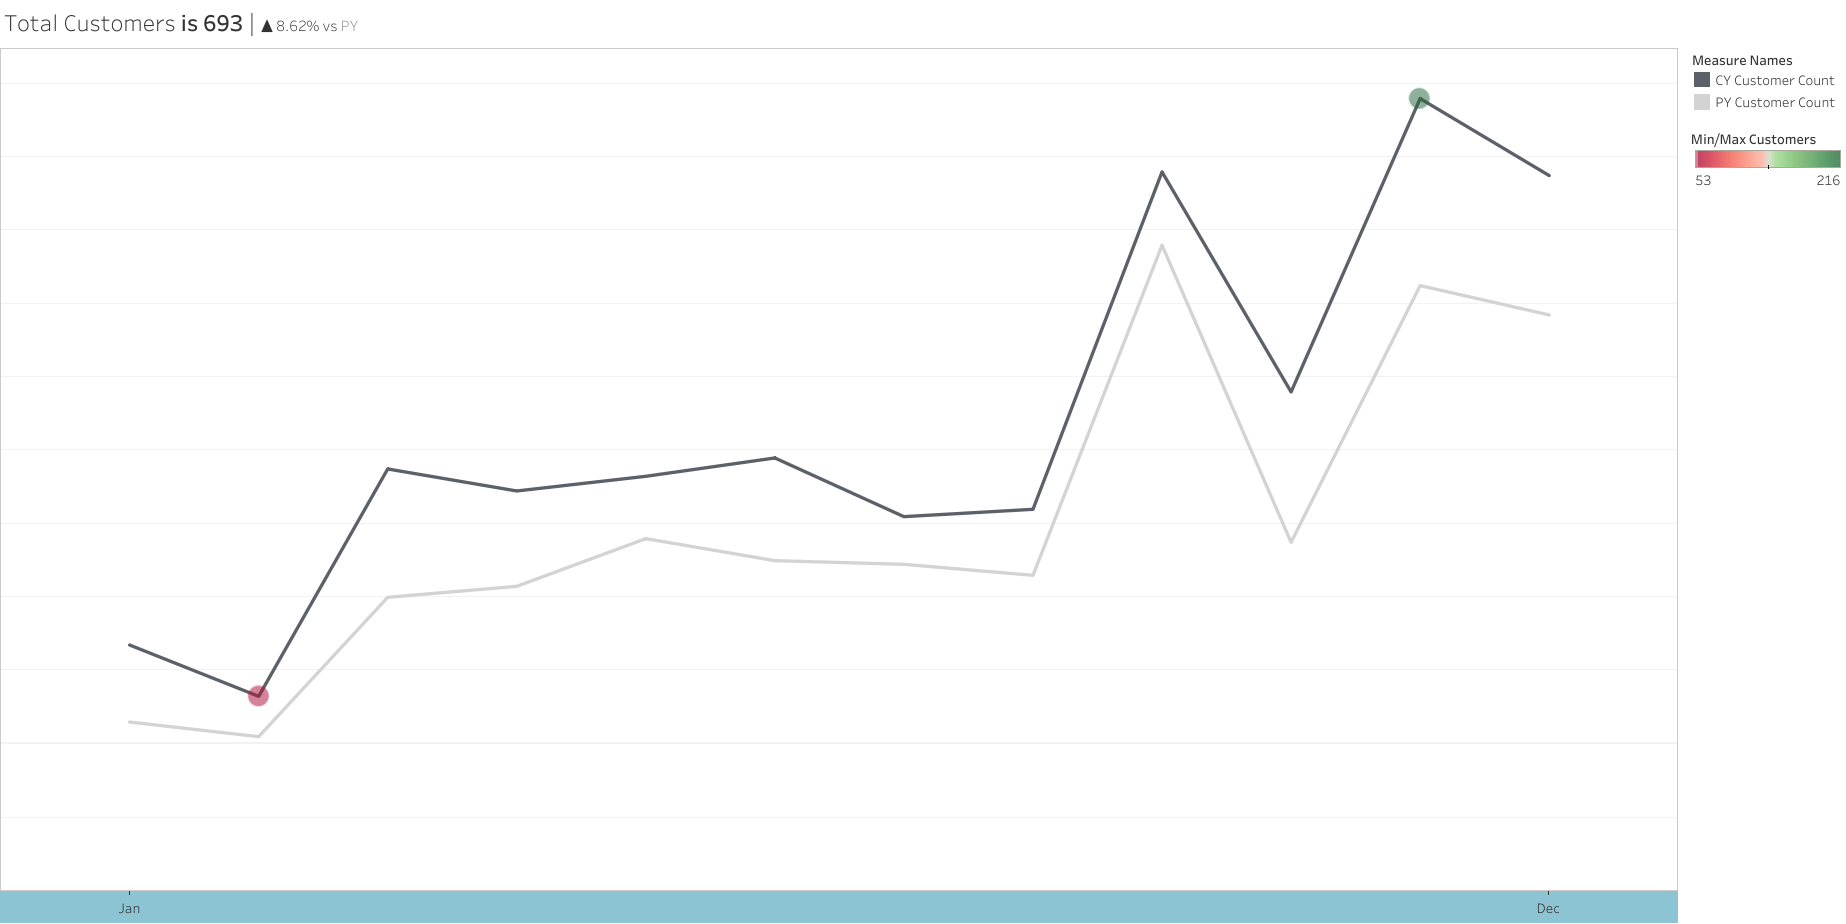 Total Customers is 693 | ▲ 8.62% vs PY
Measure Names
CY Customer Count
PY Customer Count
Min/Max Customers
53 216
Jan Dec